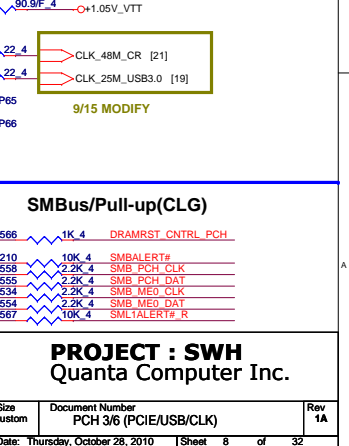 90.9/F_4 +1.05V_VTT
22_4 CLK_48M_CR [21]
22_4 CLK_25M_USB3.0 [19]
P65
9/15 MODIFY
P66
SMBus/Pull-up(CLG)
566 1K_4 DRAMRST_CNTRL_PCH
210 10K_4 SMBALERT#
558 2.2K_4 SMB_PCH_CLK
555 2.2K_4 SMB_PCH_DAT
534 2.2K_4 SMB_ME0_CLK
554 2.2K_4 SMB_ME0_DAT
567 10K_4 SML1ALERT#_R
A
PROJECT : SWH
Quanta Computer Inc.
Size Document Number Rev
ustom PCH 3/6 (PCIE/USB/CLK) 1A
Date: Thursday, October 28, 2010 Sheet 8 of 32